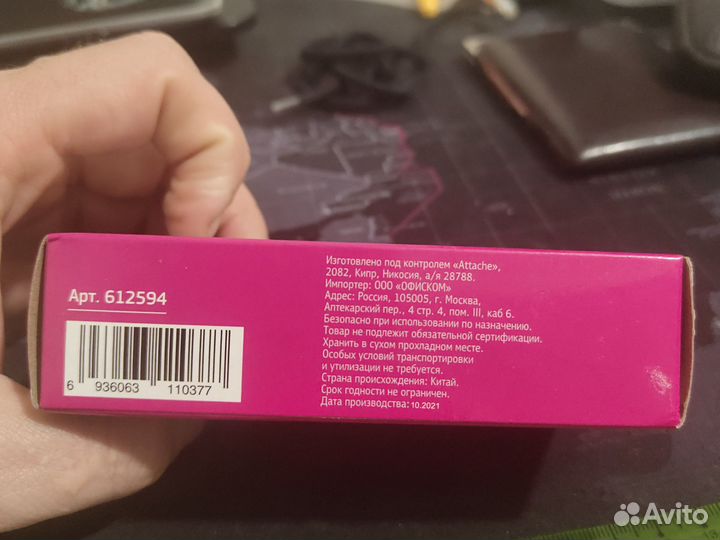 Арт. 612594
6 936063 110377
Изготовлено под контролем «Attache»,
2082, Кипр, Никосия, а/я 28788.
Импортер: ООО «ОФИСКОМ»
Адрес: Россия, 105005, г. Москва,
Аптекарский пер., 4 стр. 4, пом. III, каб 6.
Безопасно при использовании по назначению.
Товар не подлежит обязательной сертификации.
Хранить в сухом прохладном месте.
Особых условий транспортировки
и утилизации не требуется.
Страна происхождения: Китай.
Срок годности не ограничен.
Дата производства: 10.2021
Avito